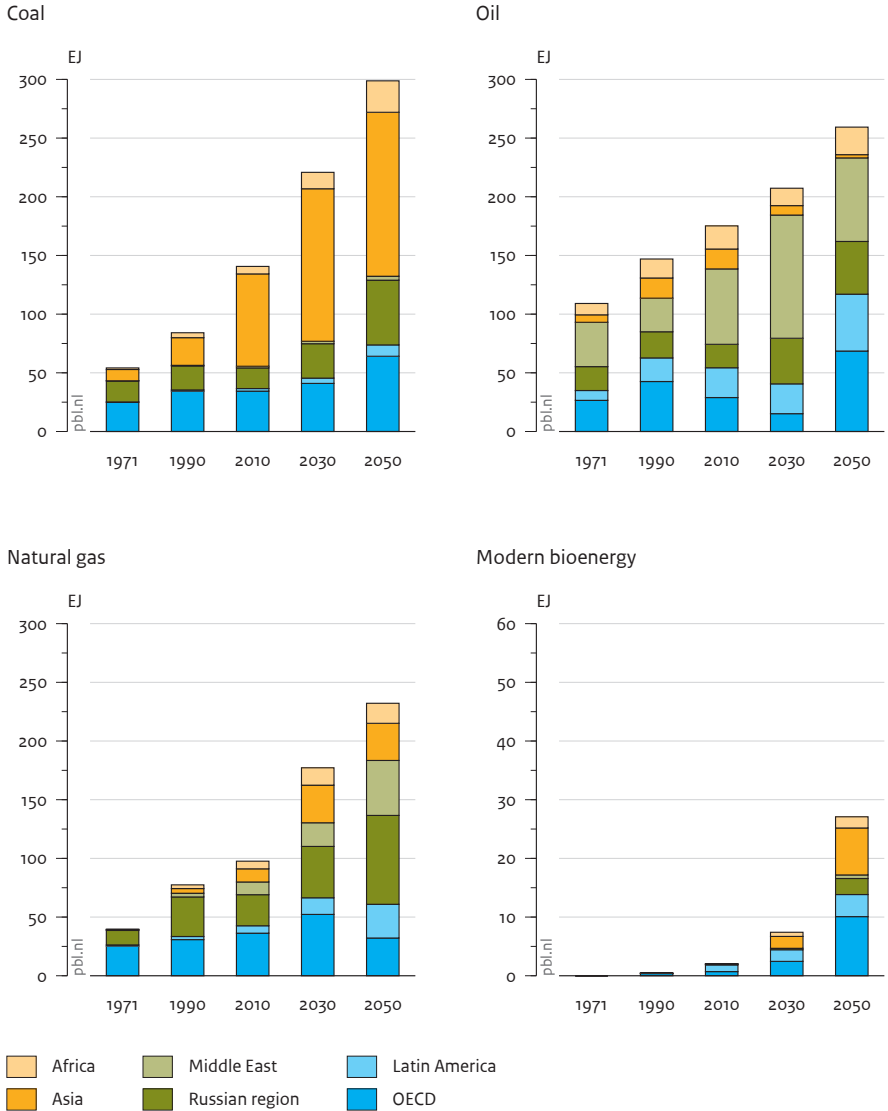 Coal
EJ
300
250
200
150
100
50
0
pbl.nl
1971 1990 2010 2030 2050
Oil
EJ
300
250
200
150
100
50
0
pbl.nl
1971 1990 2010 2030 2050
Natural gas
EJ
300
250
200
150
100
50
0
pbl.nl
1971 1990 2010 2030 2050
Modern bioenergy
EJ
60
50
40
30
20
10
0
pbl.nl
1971 1990 2010 2030 2050
Africa Middle East Latin America
Asia Russian region OECD